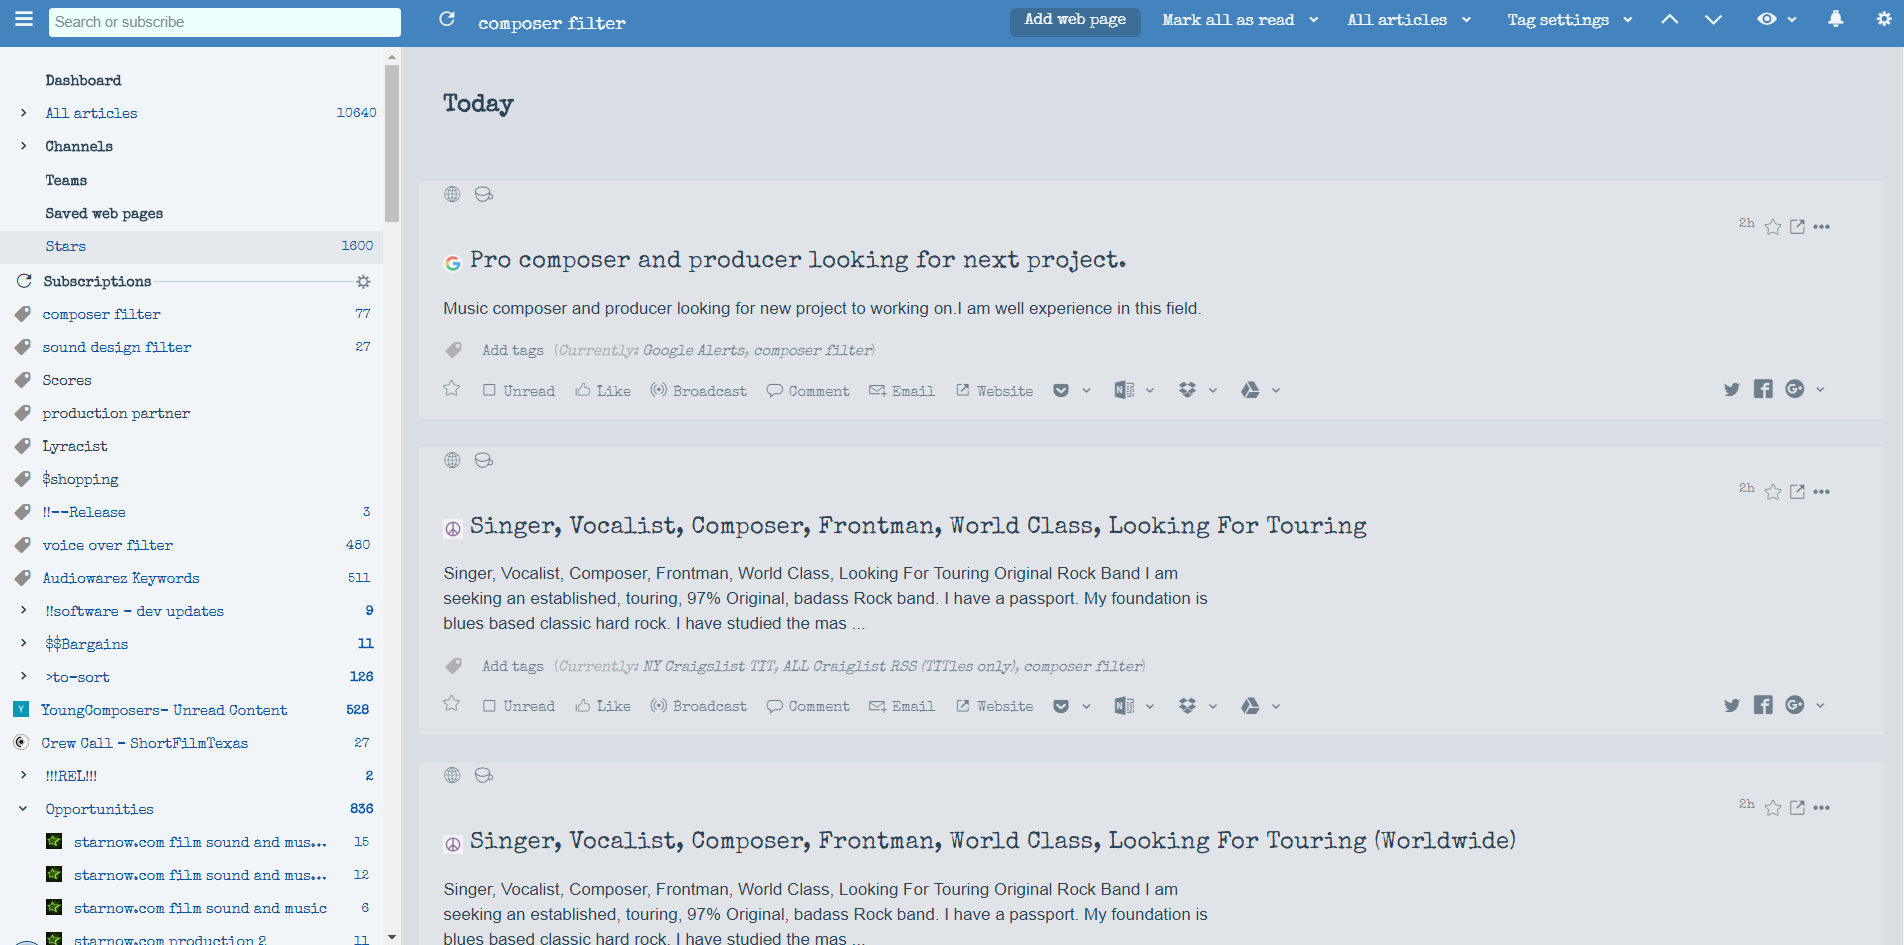 Search or subscribe
composer filter
Add web page
Mark all as read
All articles
Tag settings
Dashboard
All articles 10640
Channels
Teams
Saved web pages
Stars 1600
Subscriptions
composer filter 77
sound design filter 27
Scores
production partner
Lyracist
$shopping
!!--Release 3
voice over filter 480
Audiowarez Keywords 511
!!software - dev updates 9
$$Bargains 11
>to-sort 126
Y YoungComposers- Unread Content 528
Crew Call - ShortFilmTexas 27
!!!REL!!! 2
Opportunities 836
starnow.com film sound and mus... 15
starnow.com film sound and mus... 12
starnow.com film sound and music 6
starnow.com production 2 11
Today
2h
Pro composer and producer looking for next project.
Music composer and producer looking for new project to working on.I am well experience in this field.
Add tags (Currently: Google Alerts, composer filter)
Unread Like Broadcast Comment Email Website
2h
Singer, Vocalist, Composer, Frontman, World Class, Looking For Touring
Singer, Vocalist, Composer, Frontman, World Class, Looking For Touring Original Rock Band I am
seeking an established, touring, 97% Original, badass Rock band. I have a passport. My foundation is
blues based classic hard rock. I have studied the mas ...
Add tags (Currently: NY Craigslist TIT, ALL Craiglist RSS (TITles only), composer filter)
Unread Like Broadcast Comment Email Website
2h
Singer, Vocalist, Composer, Frontman, World Class, Looking For Touring (Worldwide)
Singer, Vocalist, Composer, Frontman, World Class, Looking For Touring Original Rock Band I am
seeking an established, touring, 97% Original, badass Rock band. I have a passport. My foundation is
blues based classic hard rock. I have studied the mas ...